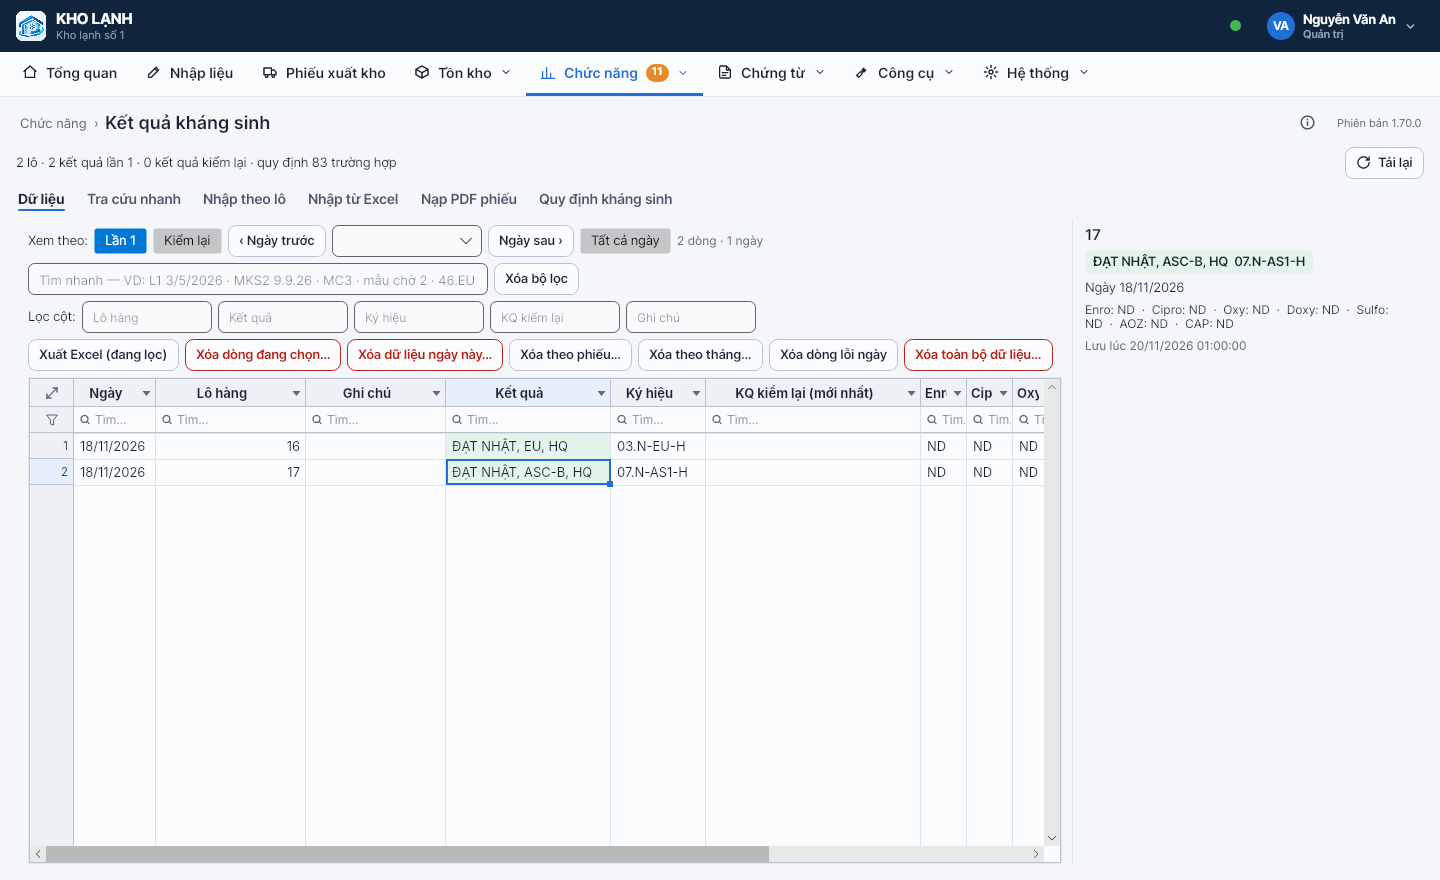 KHO LẠNH
Kho lạnh số 1
VA
Nguyễn Văn An
Quản trị
Tổng quan
Nhập liệu
Phiếu xuất kho
Tồn kho
Chức năng 11
Chứng từ
Công cụ
Hệ thống
Chức năng › Kết quả kháng sinh
Phiên bản 1.70.0
2 lô · 2 kết quả lần 1 · 0 kết quả kiểm lại · quy định 83 trường hợp
Tải lại
Dữ liệu Tra cứu nhanh Nhập theo lô Nhập từ Excel Nạp PDF phiếu Quy định kháng sinh
Xem theo: Lần 1 Kiểm lại ‹ Ngày trước Ngày sau › Tất cả ngày 2 dòng · 1 ngày
Tìm nhanh — VD: L1 3/5/2026 · MKS2 9.9.26 · MC3 · mẫu chờ 2 · 46.EU Xóa bộ lọc
Lọc cột: Lô hàng Kết quả Ký hiệu KQ kiểm lại Ghi chú
Xuất Excel (đang lọc) Xóa dòng đang chọn... Xóa dữ liệu ngày này... Xóa theo phiếu... Xóa theo tháng... Xóa dòng lỗi ngày Xóa toàn bộ dữ liệu...
Ngày Lô hàng Ghi chú Kết quả Ký hiệu KQ kiểm lại (mới nhất) Enr Cip Oxy
Tìm... Tìm... Tìm... Tìm... Tìm... Tìm... Tìm. Tìm. Tì
1 18/11/2026 16 ĐẠT NHẬT, EU, HQ 03.N-EU-H ND ND ND
2 18/11/2026 17 ĐẠT NHẬT, ASC-B, HQ 07.N-AS1-H ND ND ND
17
ĐẠT NHẬT, ASC-B, HQ 07.N-AS1-H
Ngày 18/11/2026
Enro: ND · Cipro: ND · Oxy: ND · Doxy: ND · Sulfo:
ND · AOZ: ND · CAP: ND
Lưu lúc 20/11/2026 01:00:00